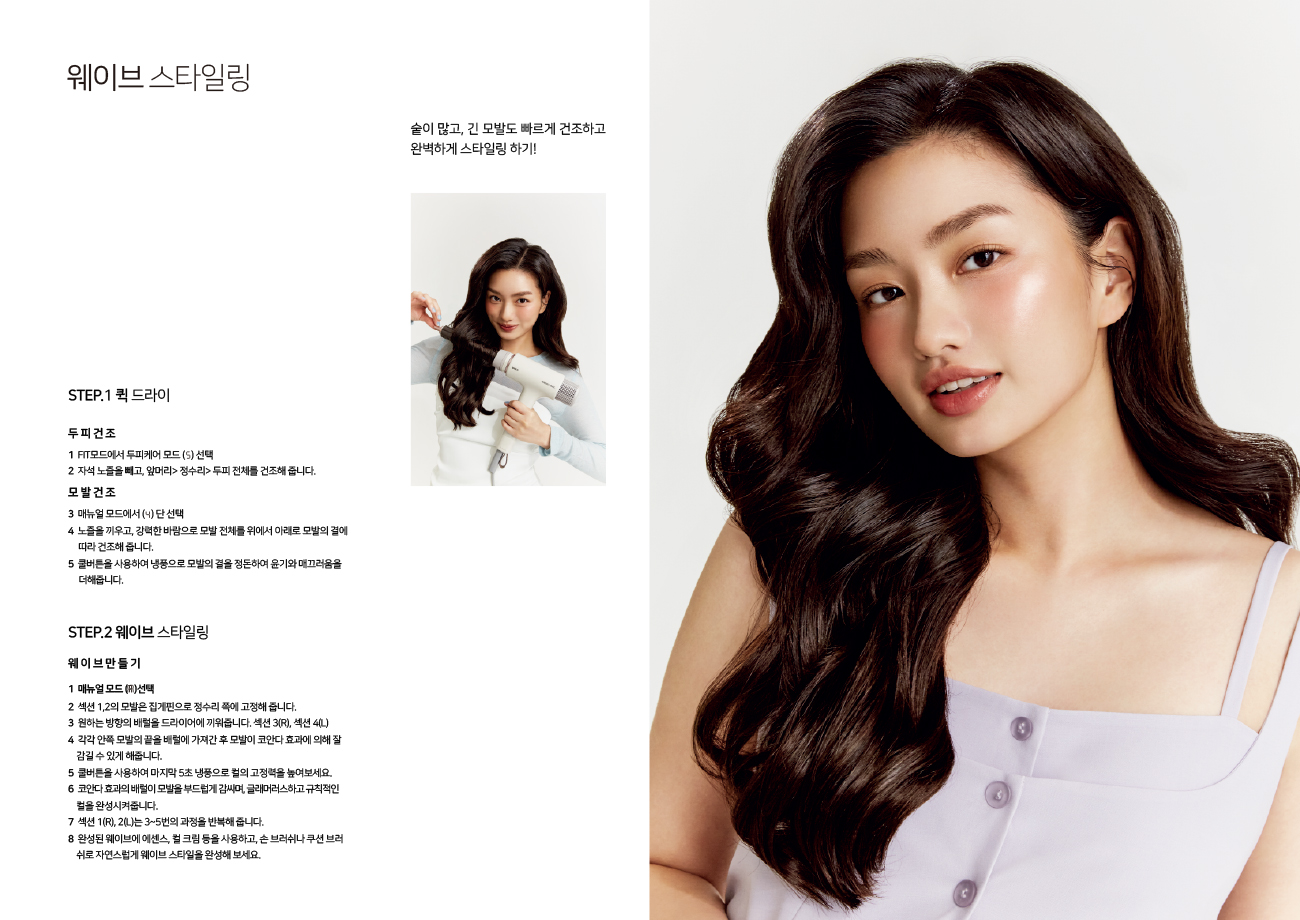 웨이브 스타일링
숱이 많고, 긴 모발도 빠르게 건조하고
완벽하게 스타일링 하기!
STEP.1 퀵 드라이
두피건조
1 FIT모드에서 두피케어 모드 (S) 선택
2 자석 노즐을 빼고, 앞머리> 정수리> 두피 전체를 건조해 줍니다.
모발건조
3 매뉴얼 모드에서 (4) 단 선택
4 노즐을 끼우고, 강력한 바람으로 모발 전체를 위에서 아래로 모발의 결에
따라 건조해 줍니다.
5 쿨버튼을 사용하여 냉풍으로 모발의 결을 정돈하여 윤기와 매끄러움을
더해줍니다.
STEP.2 웨이브 스타일링
웨이브만들기
1 매뉴얼 모드 ()선택
2 섹션 1,2의 모발은 집게핀으로 정수리 쪽에 고정해 줍니다.
3 원하는 방향의 배럴을 드라이어에 끼워줍니다. 섹션 3(R), 섹션 4(L)
4 각각 안쪽 모발의 끝을 배럴에 가져간 후 모발이 코안다 효과에 의해 잘
감길 수 있게 해줍니다.
5 쿨버튼을 사용하여 마지막 5초 냉풍으로 컬의 고정력을 높여보세요.
6 코안다 효과의 배럴이 모발을 부드럽게 감싸며, 글래머러스하고 규칙적인
컬을 완성시켜줍니다.
7 섹션 1(R), 2(L)는 3~5번의 과정을 반복해 줍니다.
8 완성된 웨이브에 에센스, 컬 크림 등을 사용하고, 손 브러쉬나 쿠션 브러
쉬로 자연스럽게 웨이브 스타일을 완성해 보세요.